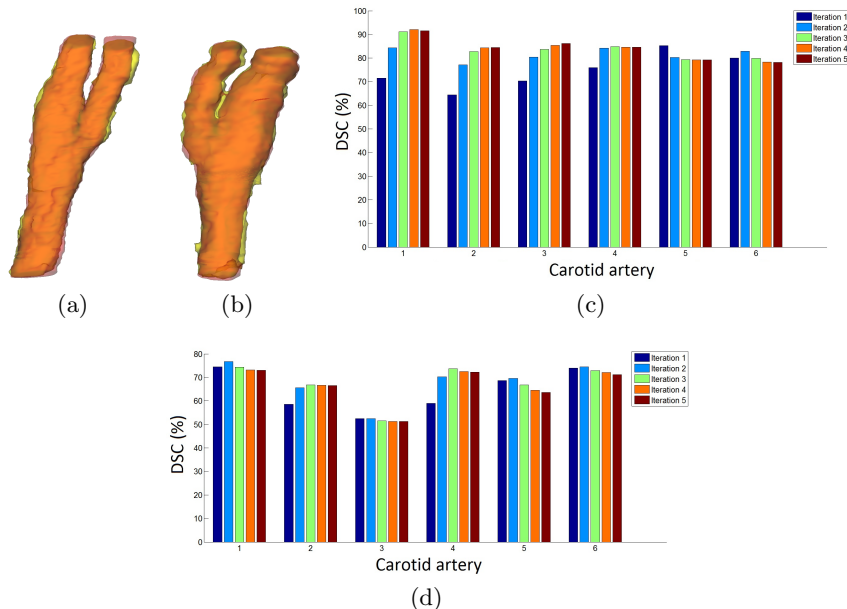 100
90
80
70
60
50
40
30
20
10
0
DSC (%)
1 2 3 4 5 6
Carotid artery
Iteration 1
Iteration 2
Iteration 3
Iteration 4
Iteration 5
(a) (b) (c)
80
70
60
50
40
30
20
10
0
DSC (%)
1 2 3 4 5 6
Carotid artery
Iteration 1
Iteration 2
Iteration 3
Iteration 4
Iteration 5
(d)